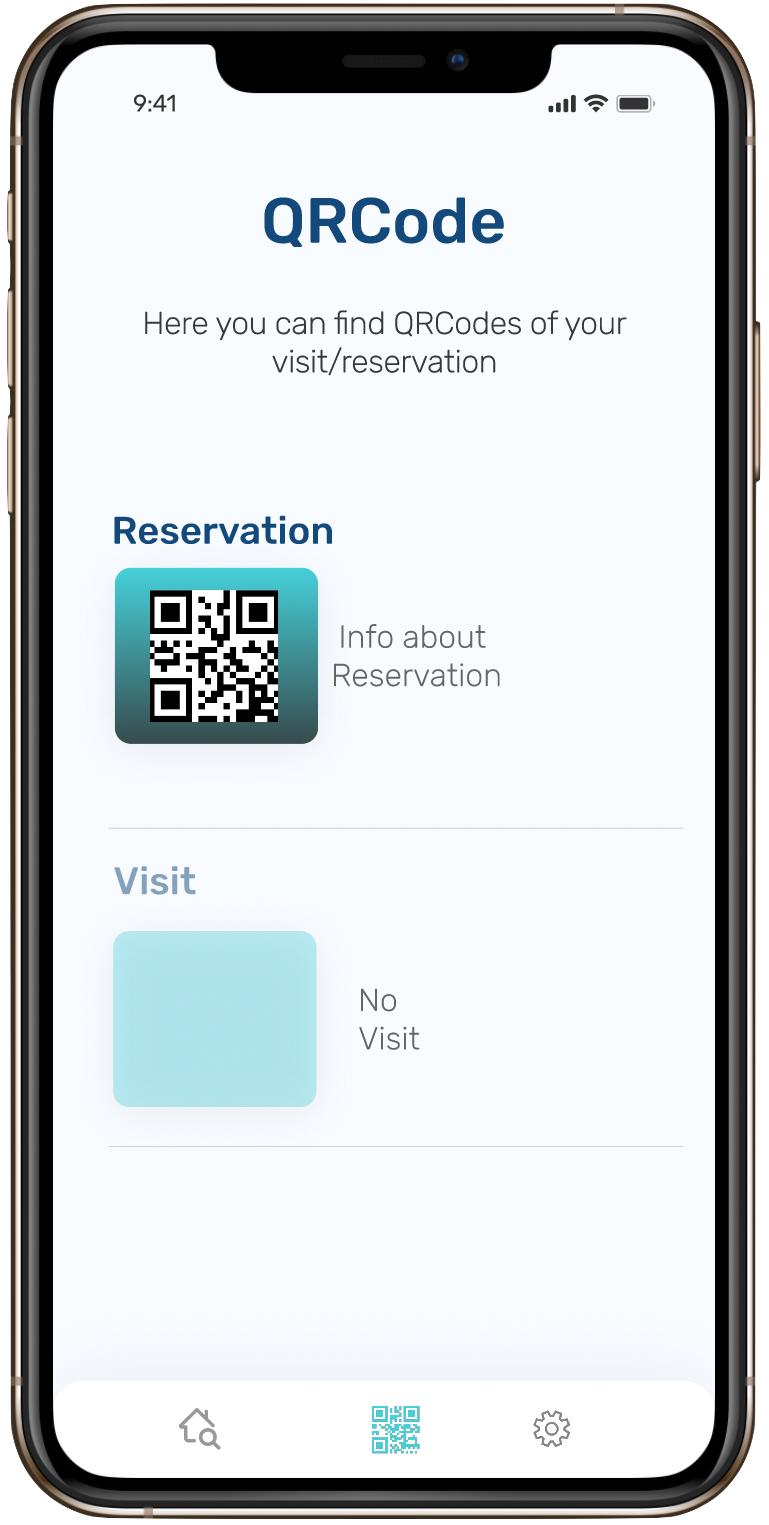 9:41
QRCode
Here you can find QRCodes of your
visit/reservation
Reservation
Info about
Reservation
Visit
No
Visit